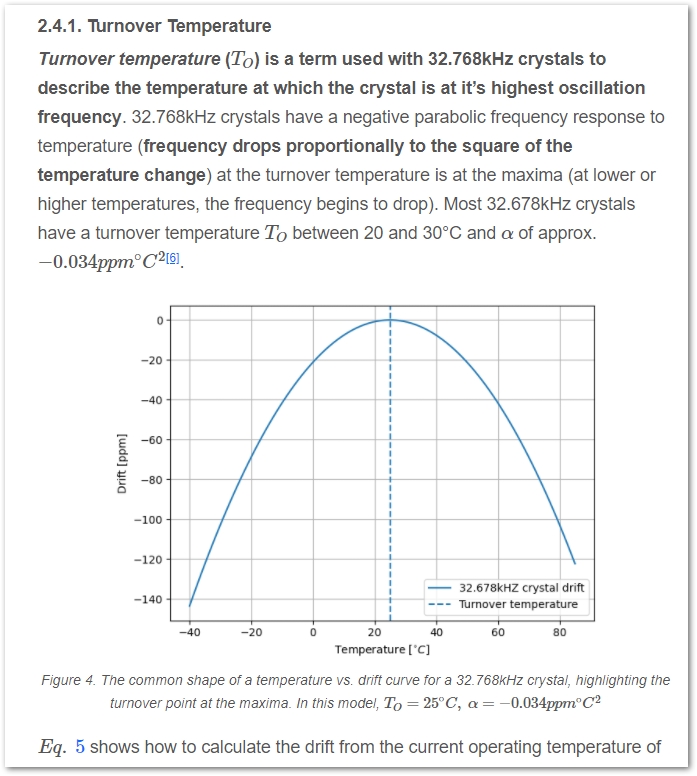 2.4.1. Turnover Temperature
Turnover temperature (T_O) is a term used with 32.768kHz crystals to
describe the temperature at which the crystal is at it's highest oscillation
frequency. 32.768kHz crystals have a negative parabolic frequency response to
temperature (frequency drops proportionally to the square of the
temperature change) at the turnover temperature is at the maxima (at lower or
higher temperatures, the frequency begins to drop). Most 32.678kHz crystals
have a turnover temperature T_O between 20 and 30°C and α of approx.
−0.034ppm°C²[6].
0
−20
−40
−60
−80
−100
−120
−140
Drift [ppm]
32.678kHZ crystal drift
Turnover temperature
−40 −20 0 20 40 60 80
Temperature [°C]
Figure 4. The common shape of a temperature vs. drift curve for a 32.768kHz crystal, highlighting the
turnover point at the maxima. In this model, T_O = 25°C, α = −0.034ppm°C²
Eq. 5 shows how to calculate the drift from the current operating temperature of